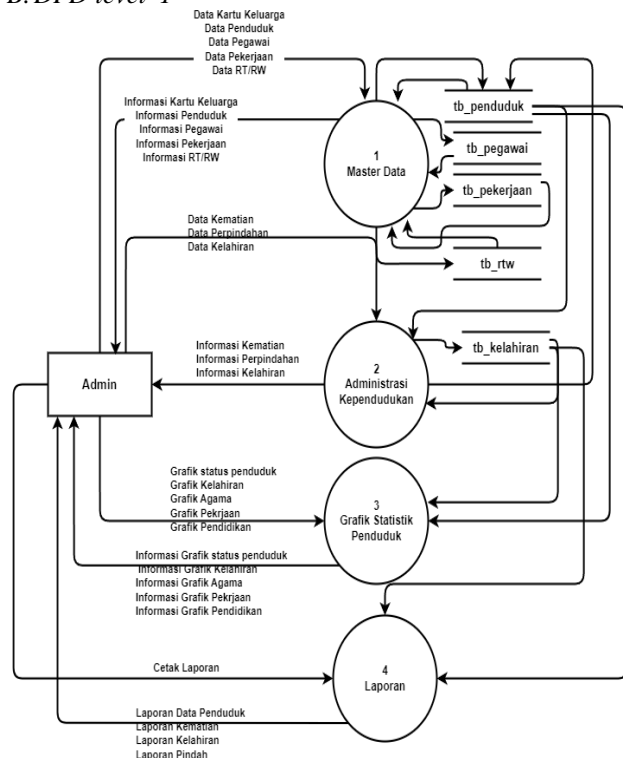 B. DFD level 1
Data Kartu Keluarga
Data Penduduk
Data Pegawai
Data Pekerjaan
Data RT/RW
Informasi Kartu Keluarga
Informasi Penduduk
Informasi Pegawai
Informasi Pekerjaan
Informasi RT/RW
1
Master Data
tb_penduduk
tb_pegawai
tb_pekerjaan
tb_rtw
Data Kematian
Data Perpindahan
Data Kelahiran
Informasi Kematian
Informasi Perpindahan
Informasi Kelahiran
Admin
2
Administrasi
Kependudukan
tb_kelahiran
Grafik status penduduk
Grafik Kelahiran
Grafik Agama
Grafik Pekrjaan
Grafik Pendidikan
3
Grafik Statistik
Penduduk
Informasi Grafik status penduduk
Informasi Grafik Kelahiran
Informasi Grafik Agama
Informasi Grafik Pekrjaan
Informasi Grafik Pendidikan
Cetak Laporan
4
Laporan
Laporan Data Penduduk
Laporan Kematian
Laporan Kelahiran
Laporan Pindah